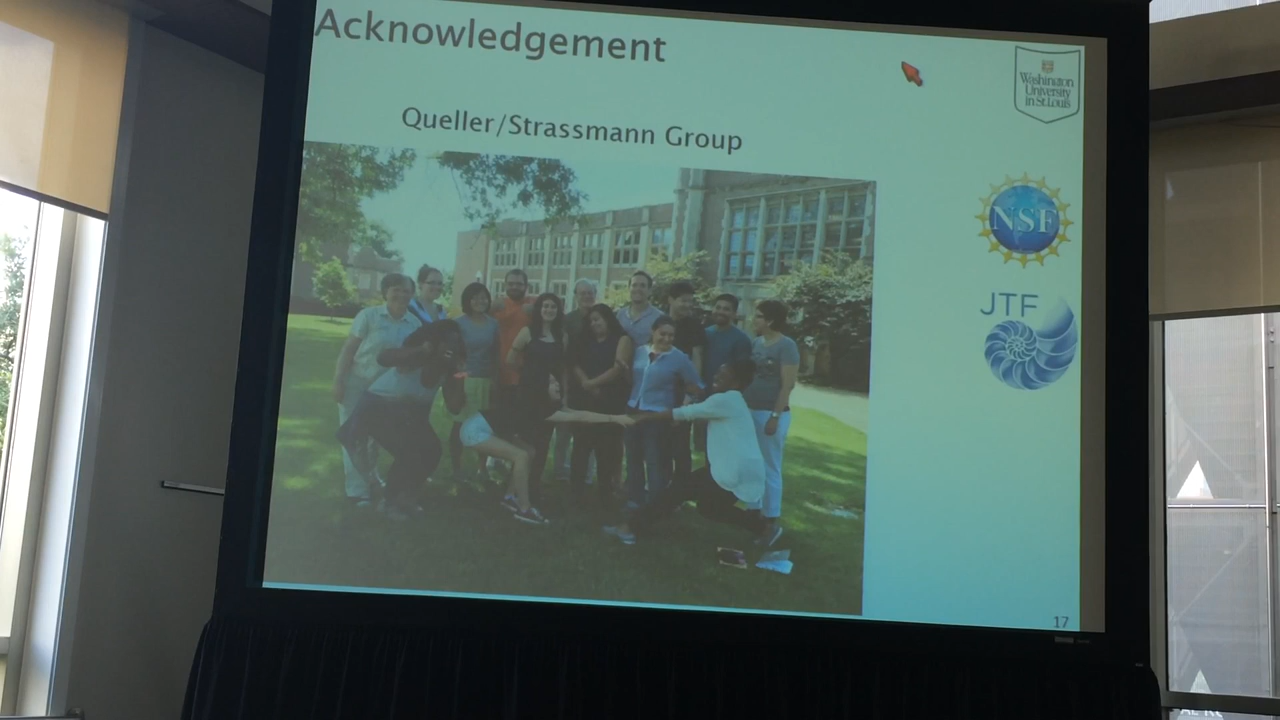 Acknowledgement
Washington
University
in St. Louis
Queller/Strassmann Group
NSF
JTF
17